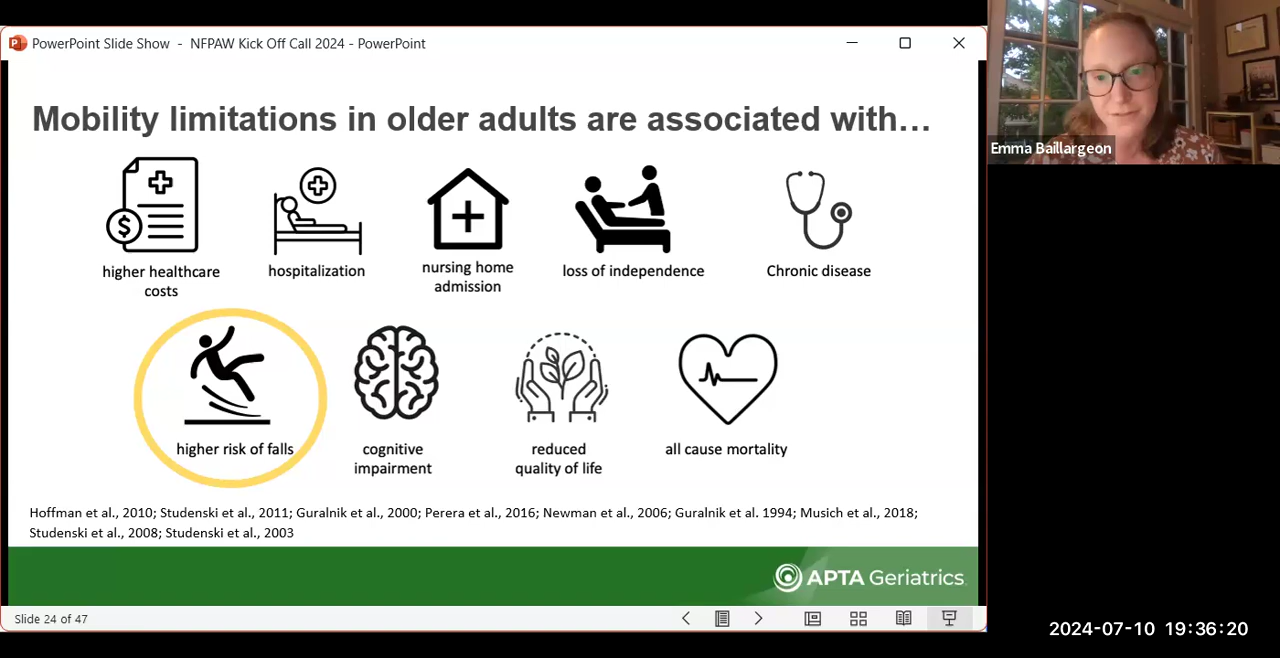 PowerPoint Slide Show - NFPAW Kick Off Call 2024 - PowerPoint
Emma Baillargeon
Mobility limitations in older adults are associated with…
$
higher healthcare
costs
hospitalization
nursing home
admission
loss of independence
Chronic disease
higher risk of falls
cognitive
impairment
reduced
quality of life
all cause mortality
Hoffman et al., 2010; Studenski et al., 2011; Guralnik et al., 2000; Perera et al., 2016; Newman et al., 2006; Guralnik et al. 1994; Musich et al., 2018;
Studenski et al., 2008; Studenski et al., 2003
APTA Geriatrics
Slide 24 of 47
2024-07-10 19:36:20